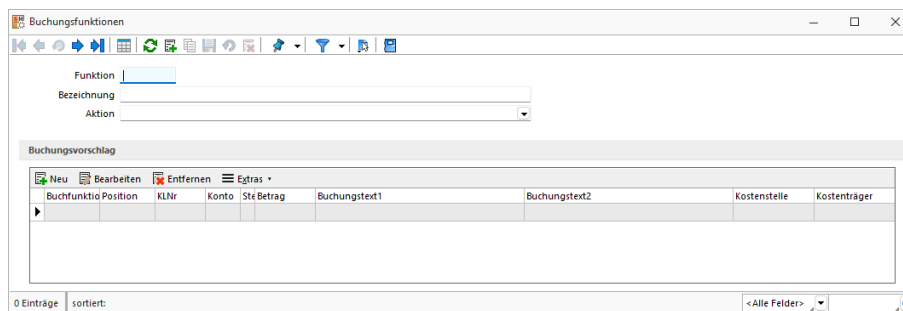 Buchungsfunktionen
Funktion
Bezeichnung
Aktion
Buchungsvorschlag
Neu Bearbeiten Entfernen Extras
Buchfunktio Position KLNr Konto Ste Betrag Buchungstext1 Buchungstext2 Kostenstelle Kostenträger
0 Einträge sortiert: <Alle Felder>